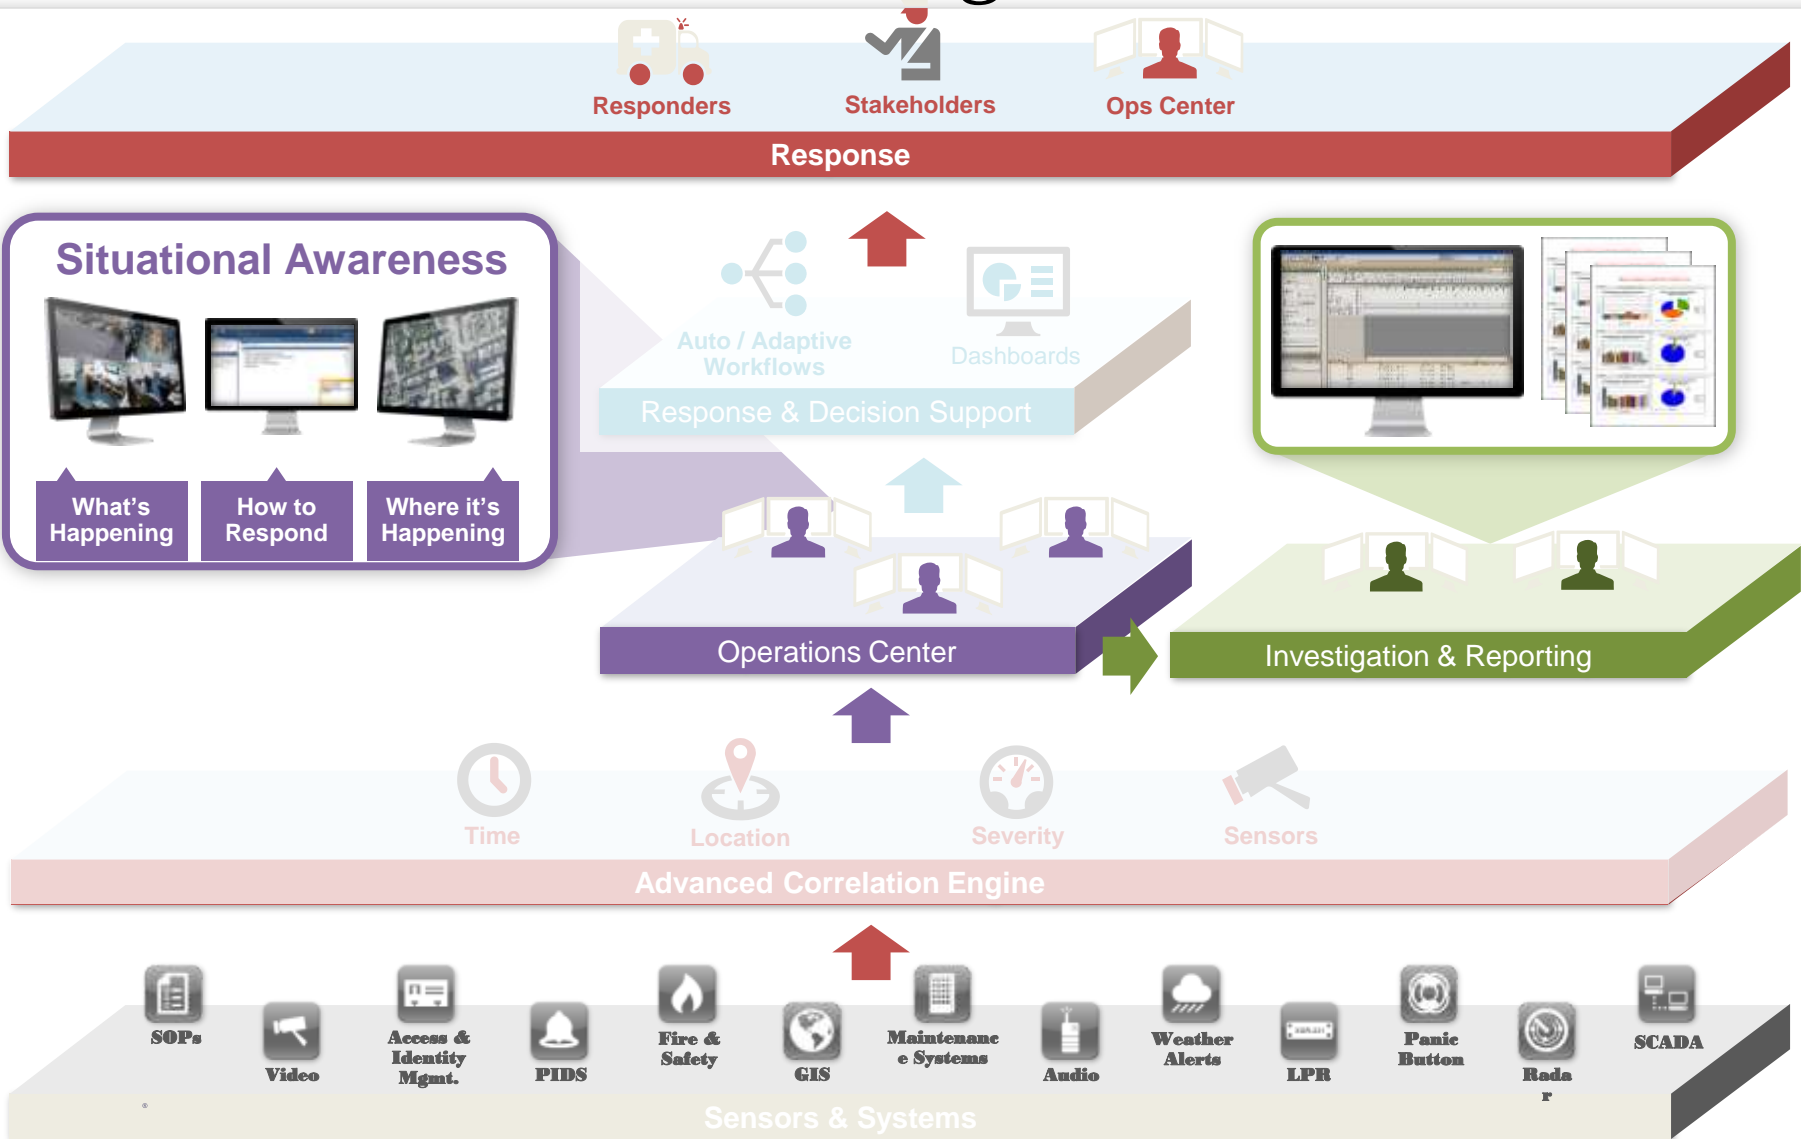 Responders
Stakeholders
Ops Center
Response
Situational Awareness
What's
Happening
How to
Respond
Where it's
Happening
Auto / Adaptive
Workflows
Dashboards
Response & Decision Support
Operations Center
Investigation & Reporting
Time
Location
Severity
Sensors
Advanced Correlation Engine
SOPs
Video
Access &
Identity
Mgmt.
PIDS
Fire &
Safety
GIS
Maintenanc
e Systems
Audio
Weather
Alerts
LPR
Panic
Button
Rada
r
SCADA
®
Sensors & Systems